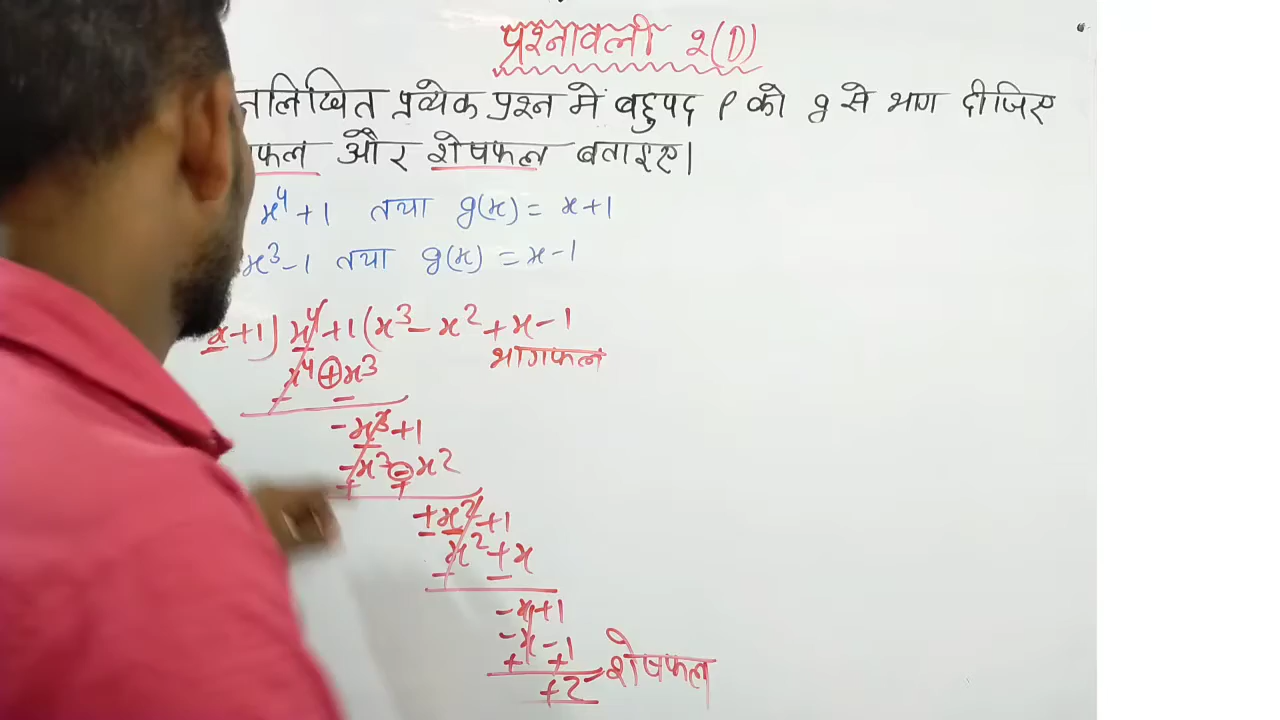 प्रश्नावली 2(D)
लिखित प्रत्येक प्रश्न में बहुपद p को g से भाग दीजिए
फल और शेषफल बताइए।
x⁴+1 तथा g(x) = x+1
x³-1 तथा g(x) = x-1
x+1) x⁴+1 (x³-x²+x-1
भागफल
x⁴+x³
- -
-x³+1
-x³-x²
+ +
+x²+1
x²+x
- -
-x+1
-x-1
+ +
+2 शेषफल